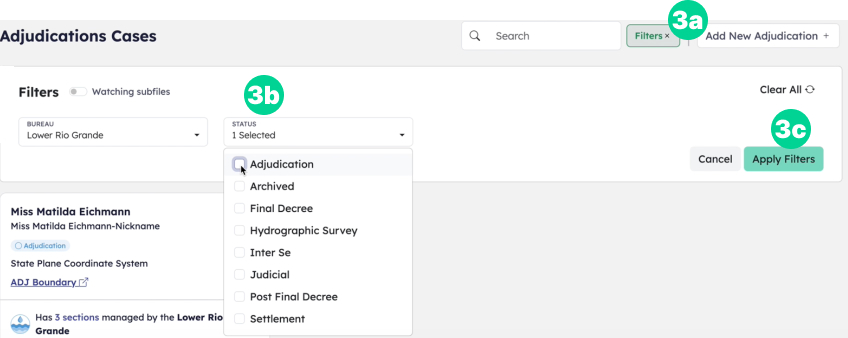 3a
Adjudications Cases
Search
Filters ×
Add New Adjudication +
Filters
Watching subfiles
3b
Clear All
BUREAU
Lower Rio Grande
STATUS
1 Selected
3c
Cancel
Apply Filters
Adjudication
Archived
Final Decree
Hydrographic Survey
Inter Se
Judicial
Post Final Decree
Settlement
Miss Matilda Eichmann
Miss Matilda Eichmann-Nickname
Adjudication
State Plane Coordinate System
ADJ Boundary
Has 3 sections managed by the Lower Rio
Grande